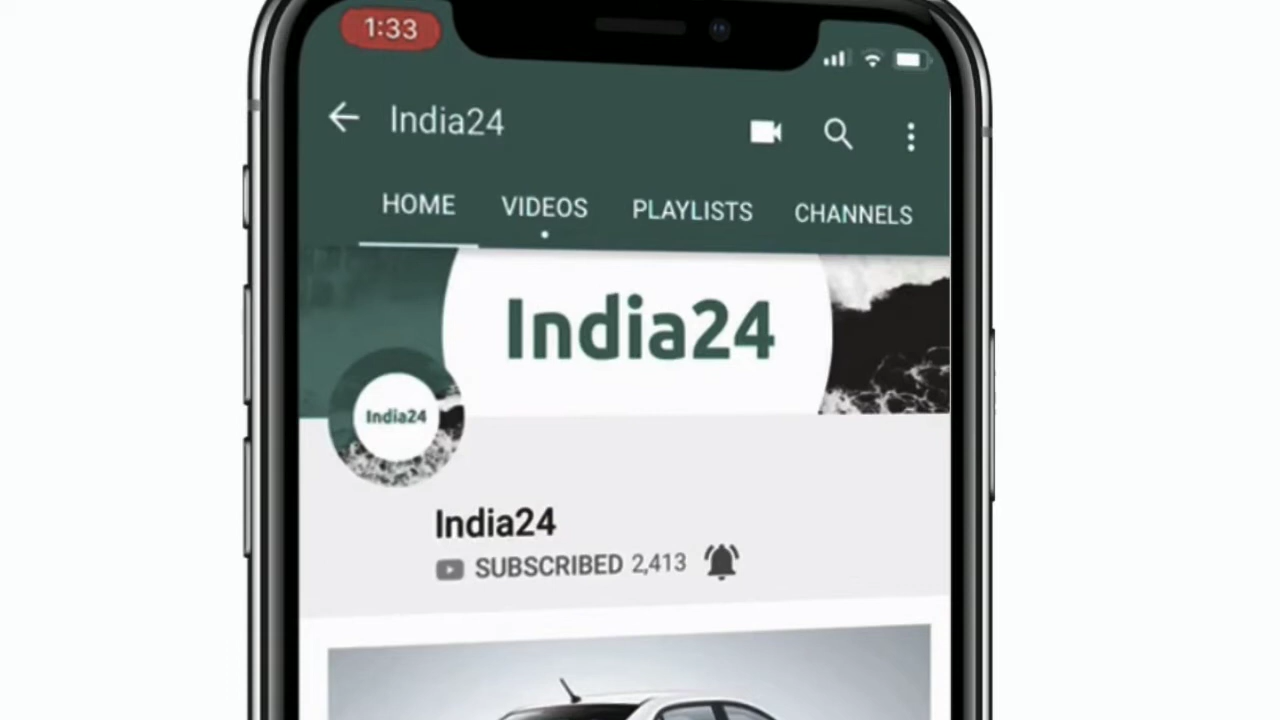 1:33
India24
HOME VIDEOS PLAYLISTS CHANNELS
India24
India24
India24
SUBSCRIBED 2,413